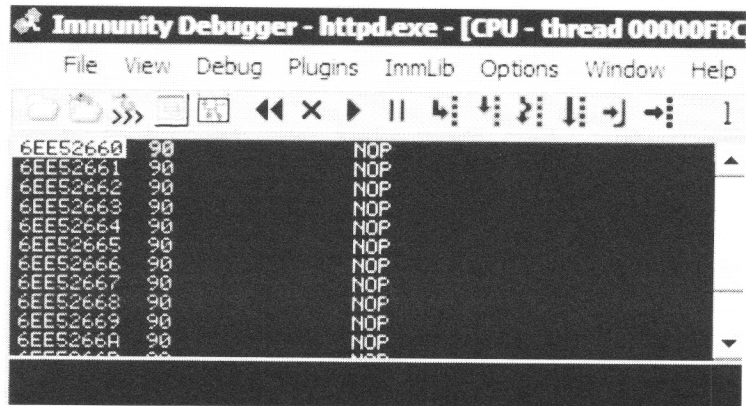 Immunity Debugger - httpd.exe - [CPU - thread 00000FBC
File View Debug Plugins ImmLib Options Window Help
>>> l
6EE52660 90 NOP
6EE52661 90 NOP
6EE52662 90 NOP
6EE52663 90 NOP
6EE52664 90 NOP
6EE52665 90 NOP
6EE52666 90 NOP
6EE52667 90 NOP
6EE52668 90 NOP
6EE52669 90 NOP
6EE5266A 90 NOP